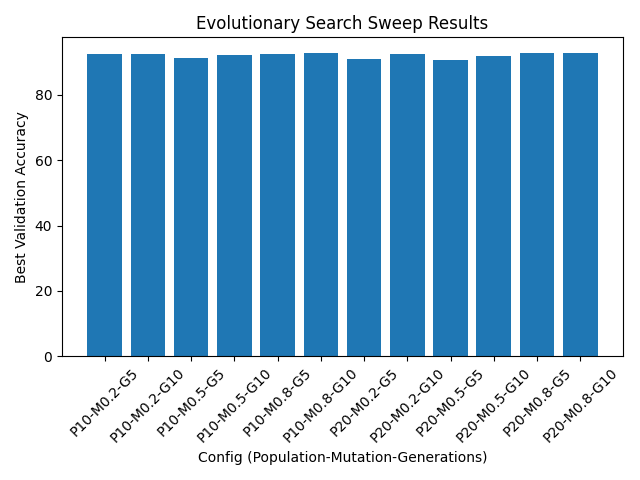 Evolutionary Search Sweep Results
Best Validation Accuracy
80
60
40
20
0
P10-M0.2-G5
P10-M0.2-G10
P10-M0.5-G5
P10-M0.5-G10
P10-M0.8-G5
P10-M0.8-G10
P20-M0.2-G5
P20-M0.2-G10
P20-M0.5-G5
P20-M0.5-G10
P20-M0.8-G5
P20-M0.8-G10
Config (Population-Mutation-Generations)